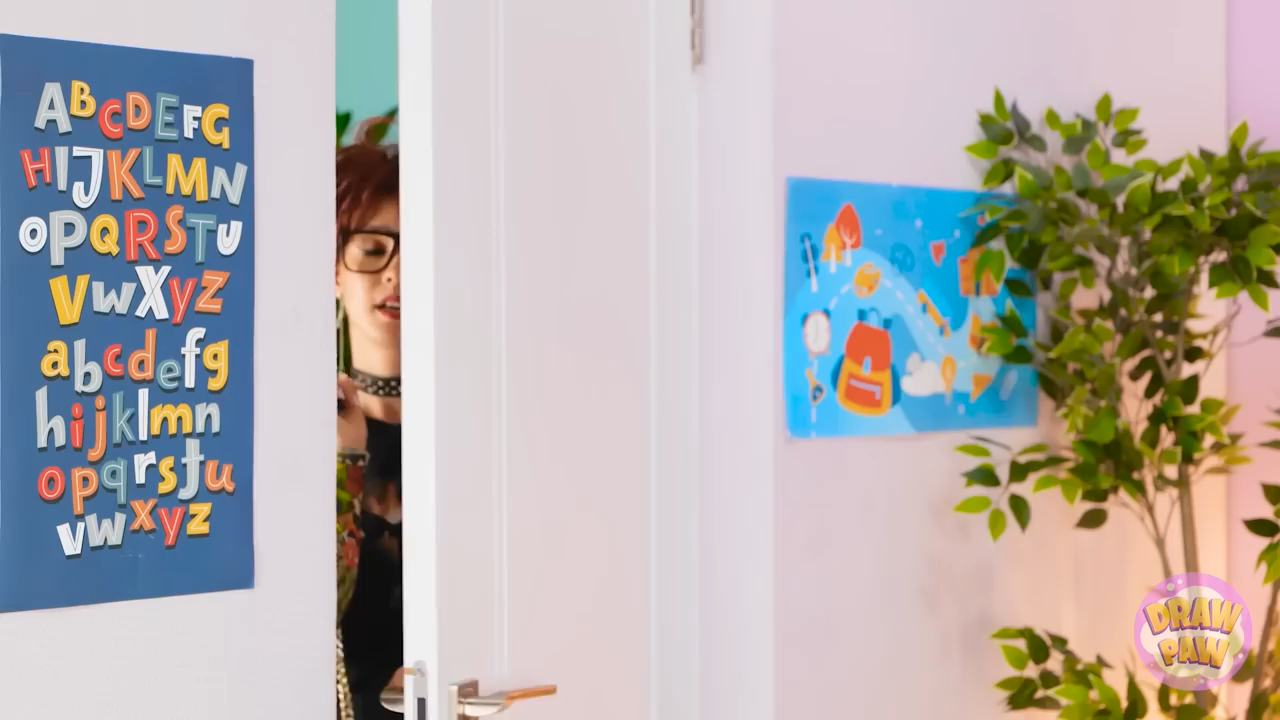 ABCDEFG
HIJKLMN
OPQRSTU
VWXYZ
abcdefg
hijklmn
opqrstu
vwxyz
DRAW
PAW